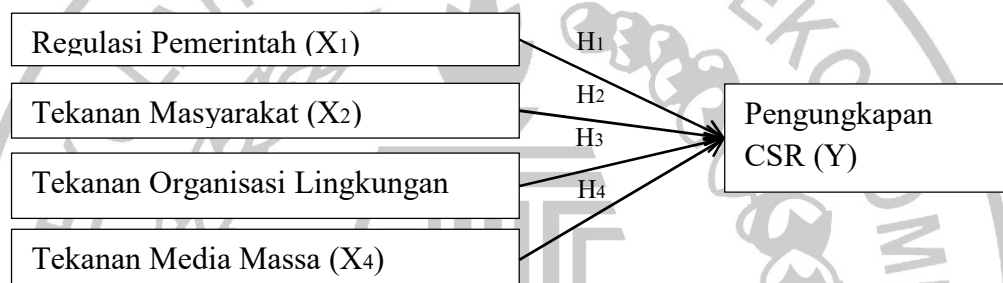 Regulasi Pemerintah (X1)
H1
Tekanan Masyarakat (X2)
H2
Pengungkapan
CSR (Y)
H3
Tekanan Organisasi Lingkungan
H4
Tekanan Media Massa (X4)